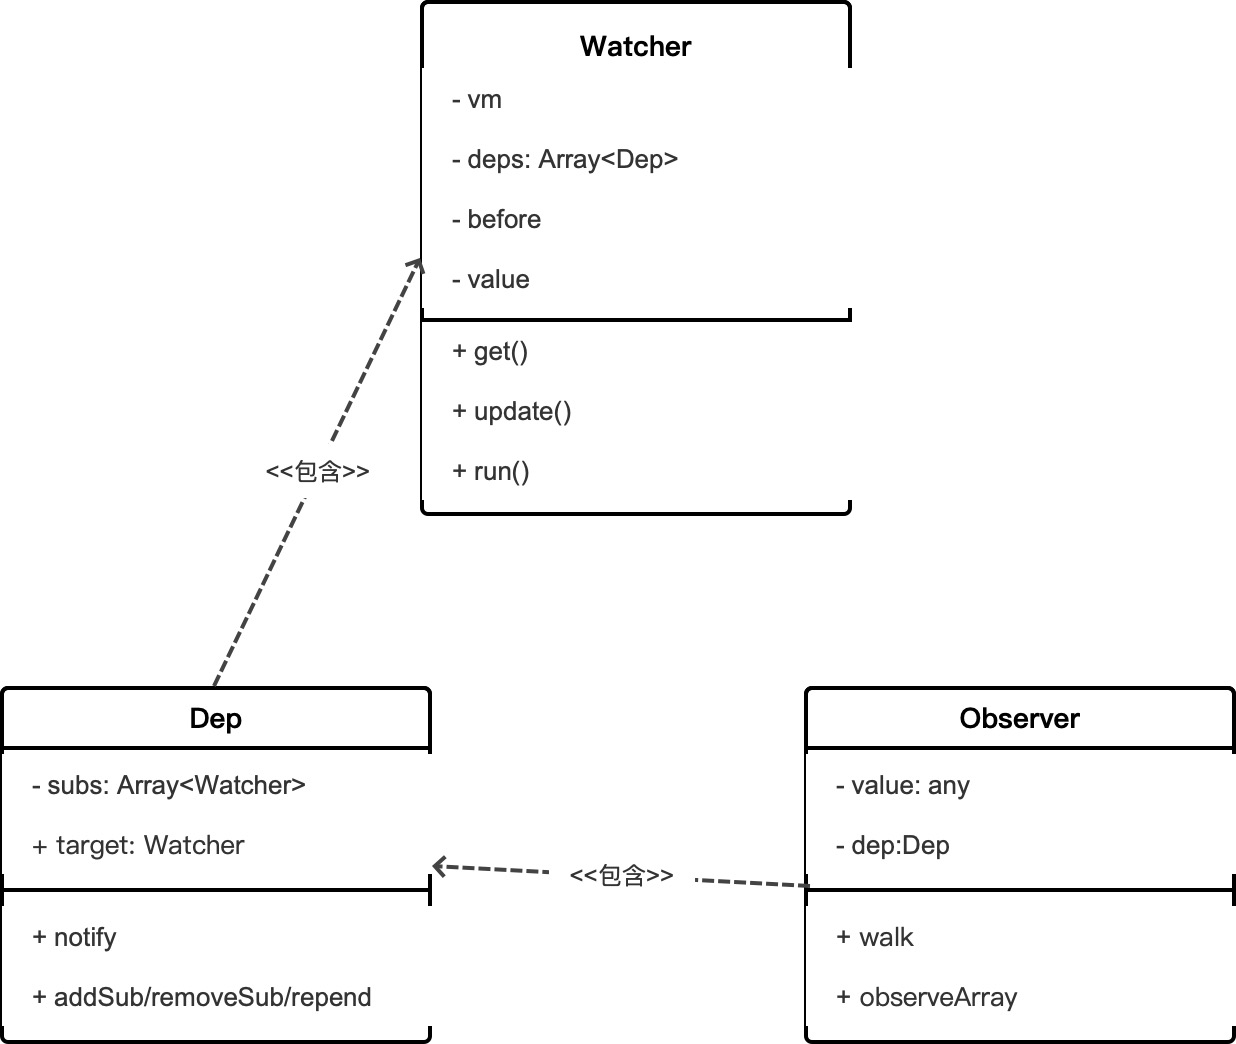 Watcher
- vm
- deps: Array<Dep>
- before
- value
+ get()
+ update()
+ run()
<<包含>>
Dep
- subs: Array<Watcher>
+ target: Watcher
+ notify
+ addSub/removeSub/repend
<<包含>>
Observer
- value: any
- dep:Dep
+ walk
+ observeArray